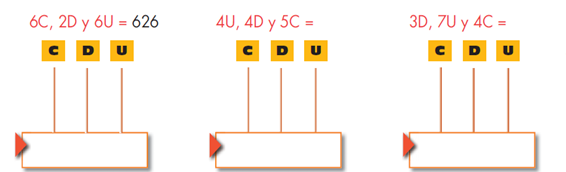 6C, 2D y 6U = 626
C D U
4U, 4D y 5C =
C D U
3D, 7U y 4C =
C D U